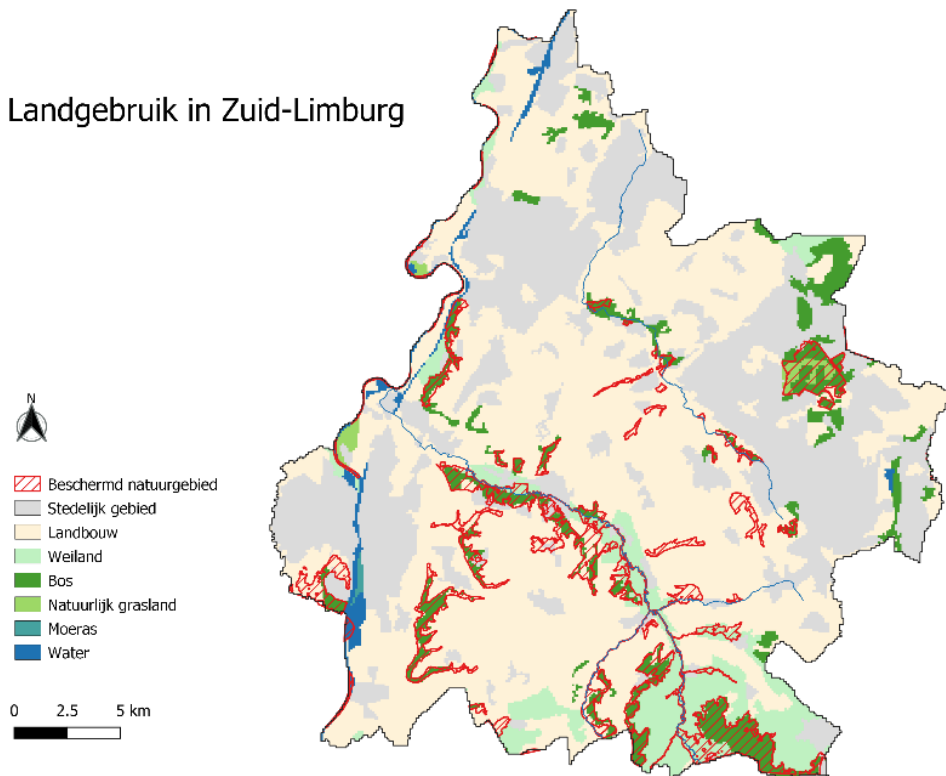 Landgebruik in Zuid-Limburg
N
Beschermd natuurgebied
Stedelijk gebied
Landbouw
Weiland
Bos
Natuurlijk grasland
Moeras
Water
0 2.5 5 km